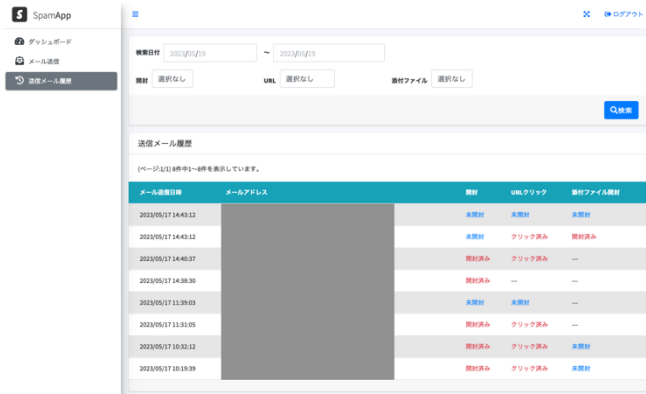 S SpamApp
ログアウト
ダッシュボード
メール送信
送信メール履歴
検索日付 2023/05/19 ～ 2023/05/19
開封 選択なし URL 選択なし 添付ファイル 選択なし
検索
送信メール履歴
(ページ:1/1) 8件中1〜8件を表示しています。
メール送信日時 メールアドレス 開封 URLクリック 添付ファイル開封
2023/05/17 14:43:12 未開封 未開封 未開封
2023/05/17 14:43:12 未開封 クリック済み 開封済み
2023/05/17 14:40:37 開封済み クリック済み ---
2023/05/17 14:38:30 開封済み --- ---
2023/05/17 11:39:03 未開封 未開封 ---
2023/05/17 11:31:05 開封済み クリック済み ---
2023/05/17 10:32:12 開封済み クリック済み 未開封
2023/05/17 10:19:39 開封済み クリック済み 未開封